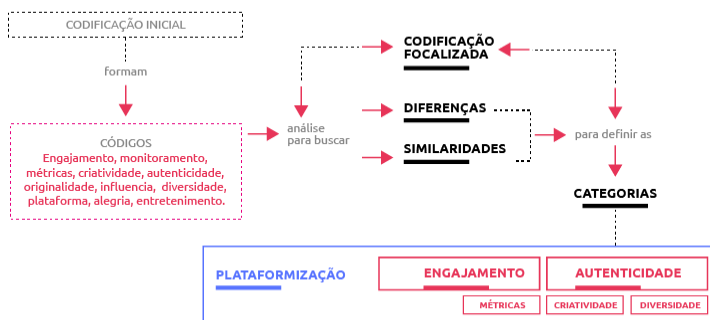 CODIFICAÇÃO INICIAL
formam
CÓDIGOS
Engajamento, monitoramento,
métricas, criatividade, autenticidade,
originalidade, influencia, diversidade,
plataforma, alegria, entretenimento.
análise
para buscar
CODIFICAÇÃO
FOCALIZADA
DIFERENÇAS
SIMILARIDADES
para definir as
CATEGORIAS
PLATAFORMIZAÇÃO
ENGAJAMENTO
AUTENTICIDADE
MÉTRICAS
CRIATIVIDADE
DIVERSIDADE